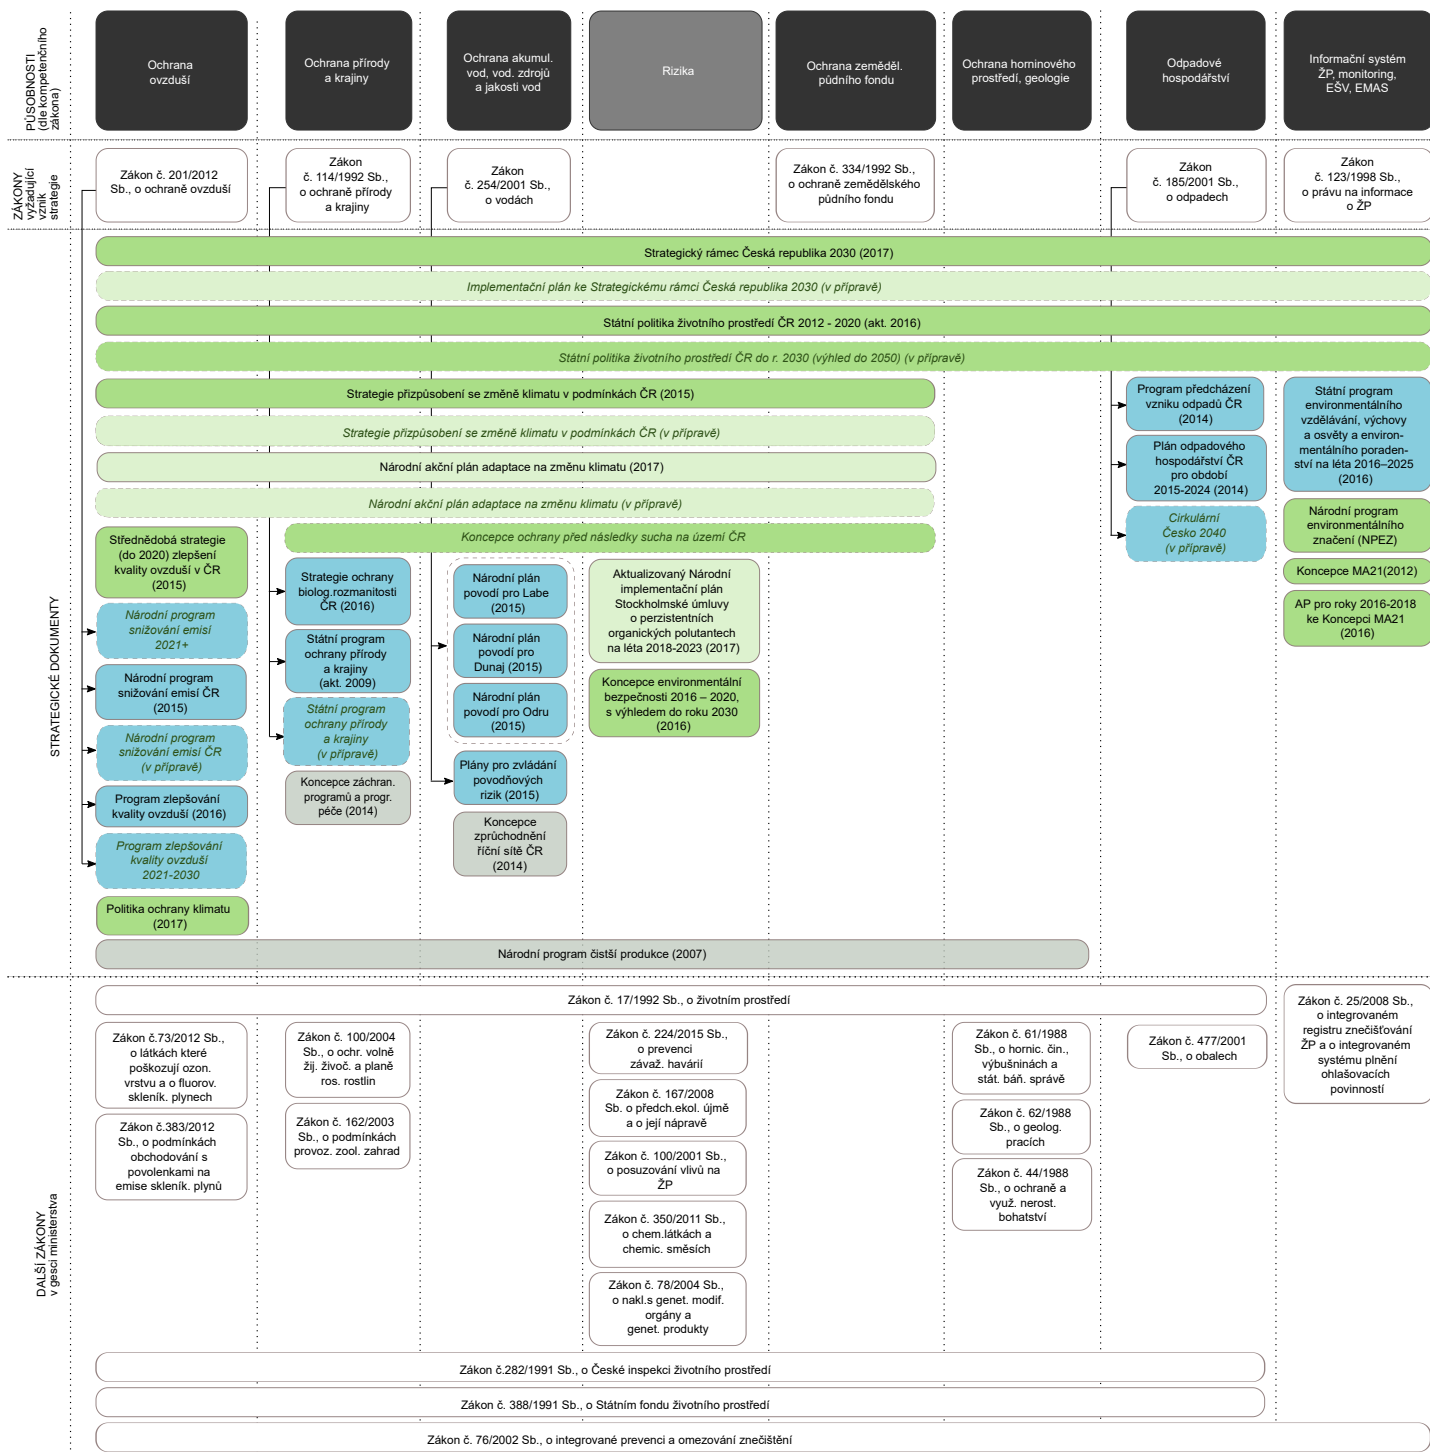 PŮSOBNOSTI
(dle kompetenčního
zákona)
Ochrana
ovzduší
Ochrana přírody
a krajiny
Ochrana akumul.
vod, vod. zdrojů
a jakosti vod
Rizika
Ochrana zeměděl.
půdního fondu
Ochrana horninového
prostředí, geologie
Odpadové
hospodářství
Informační systém
ŽP, monitoring,
EŠV, EMAS
ZÁKONY
vyžadující
vznik
strategie
Zákon č. 201/2012
Sb., o ochraně ovzduší
Zákon
č. 114/1992 Sb.,
o ochraně přírody
a krajiny
Zákon
č. 254/2001 Sb.,
o vodách
Zákon č. 334/1992 Sb.,
o ochraně zemědělského
půdního fondu
Zákon
č. 185/2001 Sb.,
o odpadech
Zákon
č. 123/1998 Sb.,
o právu na informace
o ŽP
STRATEGICKÉ DOKUMENTY
Strategický rámec Česká republika 2030 (2017)
Implementační plán ke Strategickému rámci Česká republika 2030 (v přípravě)
Státní politika životního prostředí ČR 2012 - 2020 (akt. 2016)
Státní politika životního prostředí ČR do r. 2030 (výhled do 2050) (v přípravě)
Strategie přizpůsobení se změně klimatu v podmínkách ČR (2015)
Strategie přizpůsobení se změně klimatu v podmínkách ČR (v přípravě)
Národní akční plán adaptace na změnu klimatu (2017)
Národní akční plán adaptace na změnu klimatu (v přípravě)
Koncepce ochrany před následky sucha na území ČR
Střednědobá strategie
(do 2020) zlepšení
kvality ovzduší v ČR
(2015)
Národní program
snižování emisí
2021+
Národní program
snižování emisí ČR
(2015)
Národní program
snižování emisí ČR
(v přípravě)
Program zlepšování
kvality ovzduší (2016)
Program zlepšování
kvality ovzduší
2021-2030
Politika ochrany klimatu
(2017)
Strategie ochrany
biolog.rozmanitosti
ČR (2016)
Státní program
ochrany přírody
a krajiny
(akt. 2009)
Státní program
ochrany přírody
a krajiny
(v přípravě)
Koncepce záchran.
programů a progr.
péče (2014)
Národní plán
povodí pro Labe
(2015)
Národní plán
povodí pro
Dunaj (2015)
Národní plán
povodí pro Odru
(2015)
Plány pro zvládání
povodňových
rizik (2015)
Koncepce
zprůchodnění
říční sítě ČR
(2014)
Aktualizovaný Národní
implementační plán
Stockholmské úmluvy
o perzistentních
organických polutantech
na léta 2018-2023 (2017)
Koncepce environmentální
bezpečnosti 2016 – 2020,
s výhledem do roku 2030
(2016)
Program předcházení
vzniku odpadů ČR
(2014)
Plán odpadového
hospodářství ČR
pro období
2015-2024 (2014)
Cirkulární
Česko 2040
(v přípravě)
Státní program
environmentálního
vzdělávání, výchovy
a osvěty a environ-
mentálního poraden-
ství na léta 2016–2025
(2016)
Národní program
environmentálního
značení (NPEZ)
Koncepce MA21(2012)
AP pro roky 2016-2018
ke Koncepci MA21
(2016)
Národní program čistší produkce (2007)
DALŠÍ ZÁKONY
v gesci ministerstva
Zákon č. 17/1992 Sb., o životním prostředí
Zákon č.73/2012 Sb.,
o látkách které
poškozují ozon.
vrstvu a o fluorov.
skleník. plynech
Zákon č.383/2012
Sb., o podmínkách
obchodování s
povolenkami na
emise skleník. plynů
Zákon č. 100/2004
Sb., o ochr. volně
žij. živoč. a planě
ros. rostlin
Zákon č. 162/2003
Sb., o podmínkách
provoz. zool. zahrad
Zákon č. 224/2015 Sb.,
o prevenci
závaž. havárií
Zákon č. 167/2008
Sb. o předch.ekol. újmě
a o její nápravě
Zákon č. 100/2001 Sb.,
o posuzování vlivů na
ŽP
Zákon č. 350/2011 Sb.,
o chem.látkách a
chemic. směsích
Zákon č. 78/2004 Sb.,
o nakl.s genet. modif.
orgány a
genet. produkty
Zákon č. 61/1988
Sb., o hornic. čin.,
výbušninách a
stát. báň. správě
Zákon č. 62/1988
Sb., o geolog.
pracích
Zákon č. 44/1988
Sb., o ochraně a
využ. nerost.
bohatství
Zákon č. 477/2001
Sb., o obalech
Zákon č. 25/2008 Sb.,
o integrovaném
registru znečišťování
ŽP a o integrovaném
systému plnění
ohlašovacích
povinností
Zákon č.282/1991 Sb., o České inspekci životního prostředí
Zákon č. 388/1991 Sb., o Státním fondu životního prostředí
Zákon č. 76/2002 Sb., o integrované prevenci a omezování znečištění